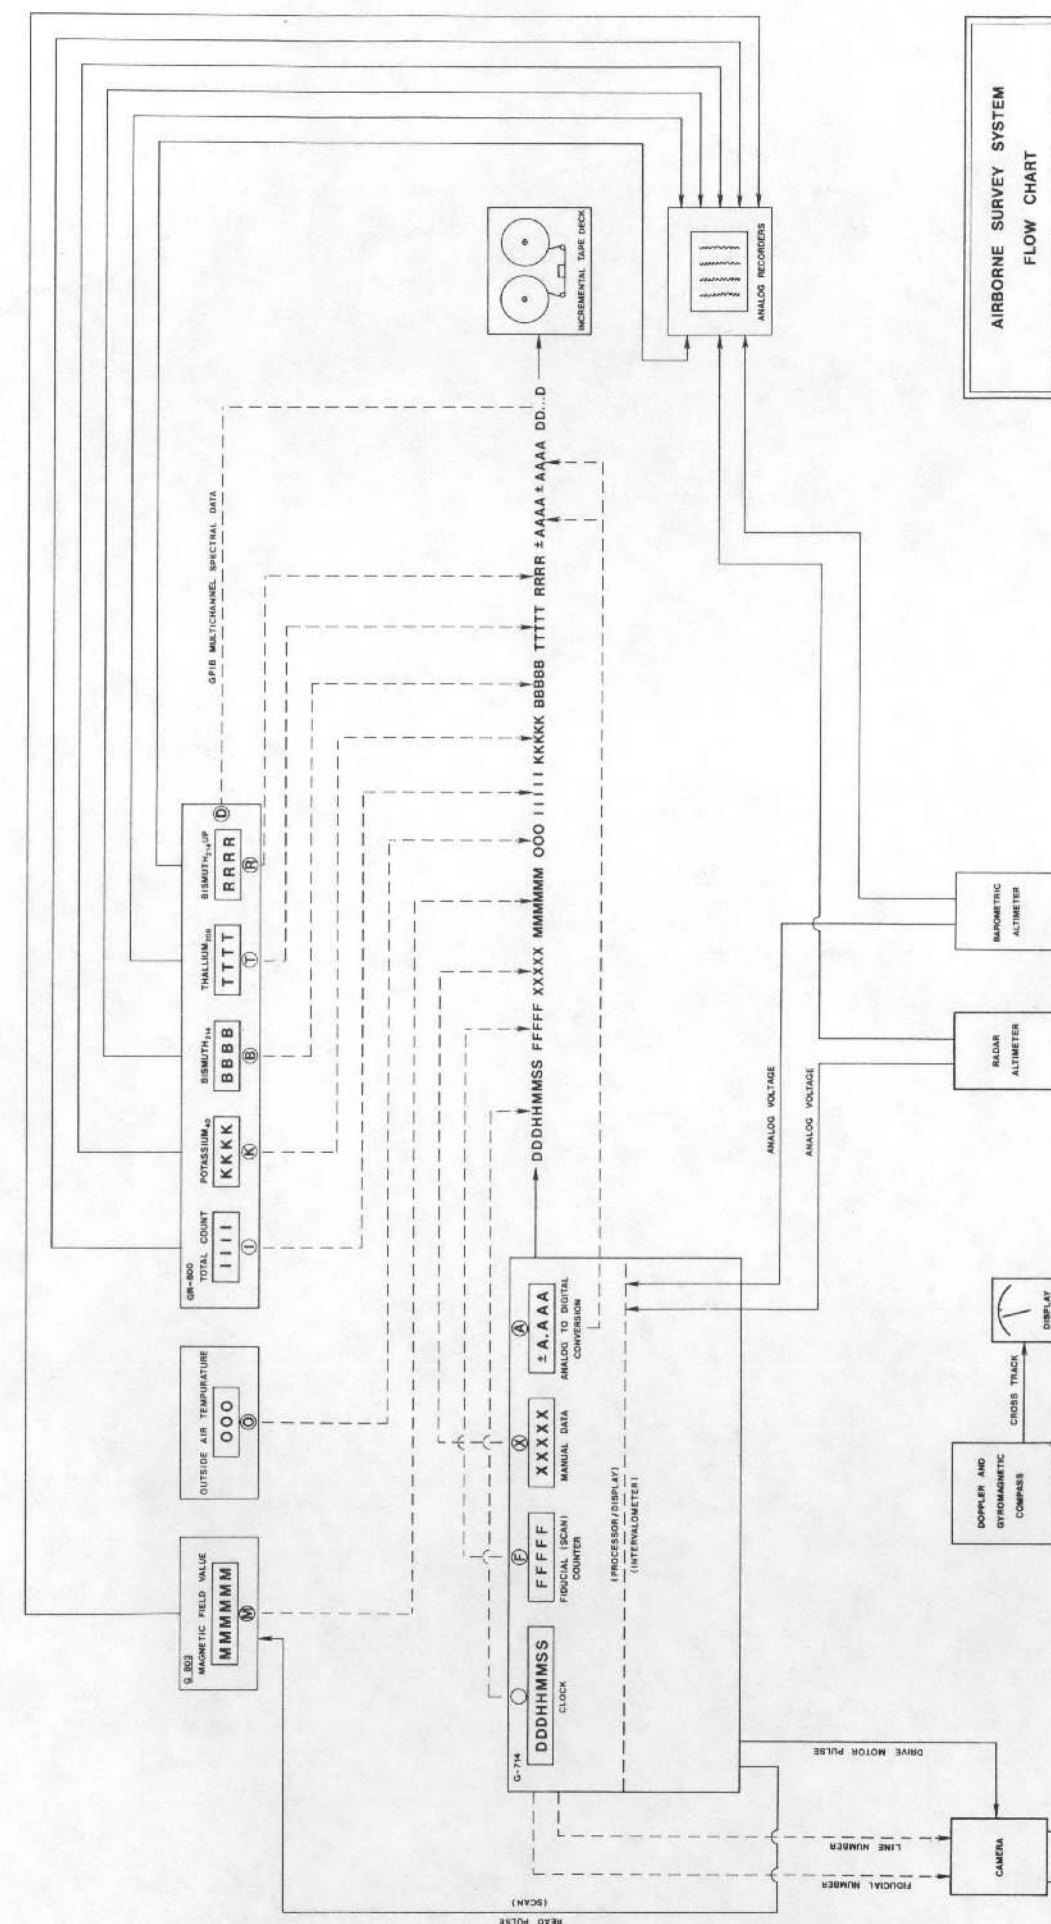 AIRBORNE SURVEY SYSTEM
FLOW CHART
G 803
MAGNETIC FIELD VALUE
MMMMMM
M
OUTSIDE AIR TEMPURATURE
OOO
O
GR-800
TOTAL COUNT
IIII
I
POTASSIUM40
KKKK
K
BISMUTH214
BBBB
B
THALLIUM208
TTTT
T
BISMUTH214UP
RRRR
R
D
GPIB MULTICHANNEL SPECTRAL DATA
DDDHHMMSS FFFFF XXXXX MMMMMM OOO IIIII KKKKK BBBBB TTTTT RRRR ±AAAA ±AAAA DD...D
INCREMENTAL TAPE DECK
ANALOG RECORDERS
G-714
DDDHHMMSS
CLOCK
F
FFFFF
FIDUCIAL (SCAN)
COUNTER
X
XXXXX
MANUAL DATA
A
±A.AAA
ANALOG TO DIGITAL
CONVERSION
(PROCESSOR/DISPLAY)
(INTERVALOMETER)
ANALOG VOLTAGE
ANALOG VOLTAGE
READ PULSE
(SCAN)
FIDUCIAL NUMBER
LINE NUMBER
DRIVE MOTOR PULSE
CAMERA
DOPPLER AND
GYROMAGNETIC
COMPASS
CROSS TRACK
DISPLAY
RADAR
ALTIMETER
BAROMETRIC
ALTIMETER